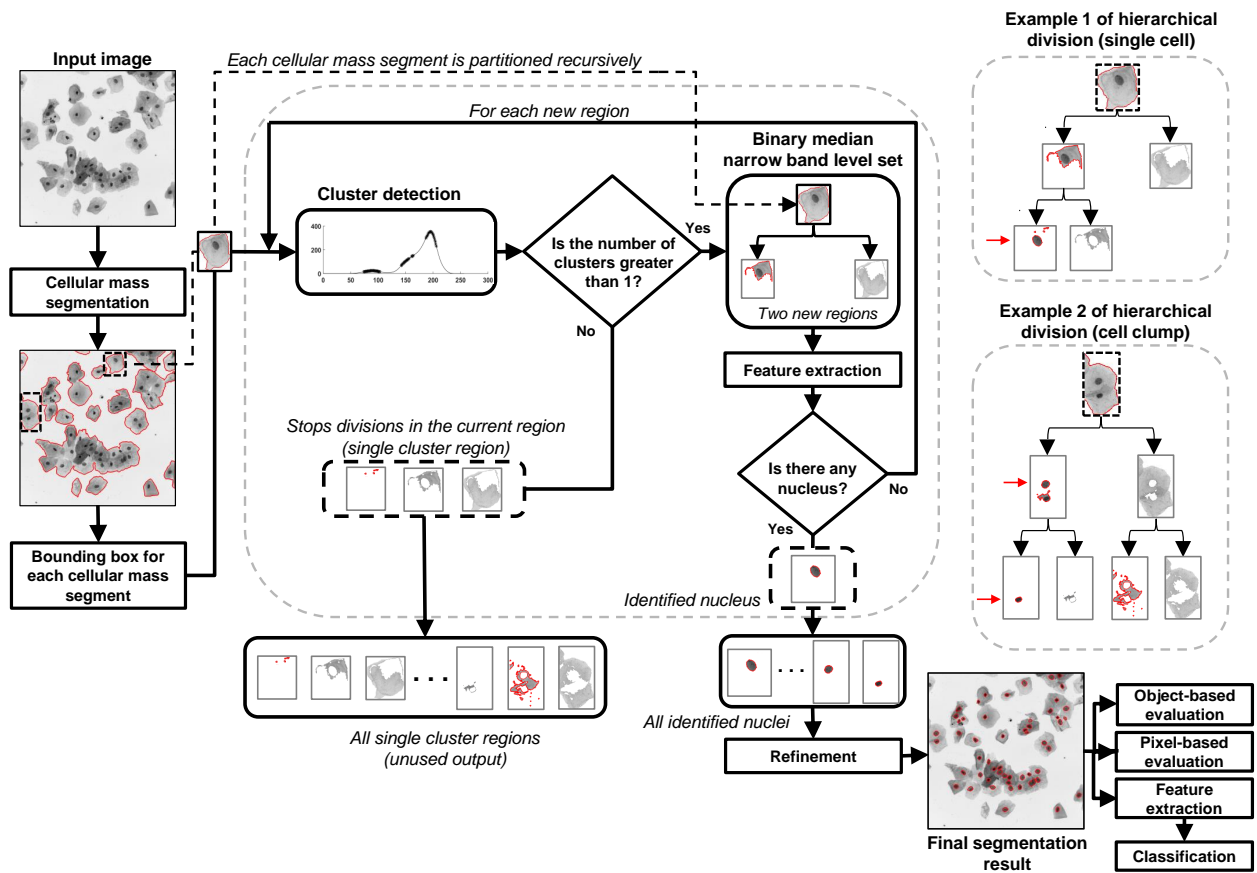 Input image
Cellular mass
segmentation
Bounding box for
each cellular mass
segment
Each cellular mass segment is partitioned recursively
For each new region
Cluster detection
400
200
0
0 50 100 150 200 250 300
Is the number of
clusters greater
than 1?
Yes
No
Binary median
narrow band level set
Two new regions
Feature extraction
Is there any
nucleus?
No
Yes
Stops divisions in the current region
(single cluster region)
Identified nucleus
. . .
All single cluster regions
(unused output)
. . . .
All identified nuclei
Refinement
Final segmentation
result
Object-based
evaluation
Pixel-based
evaluation
Feature
extraction
Classification
Example 1 of hierarchical
division (single cell)
Example 2 of hierarchical
division (cell clump)